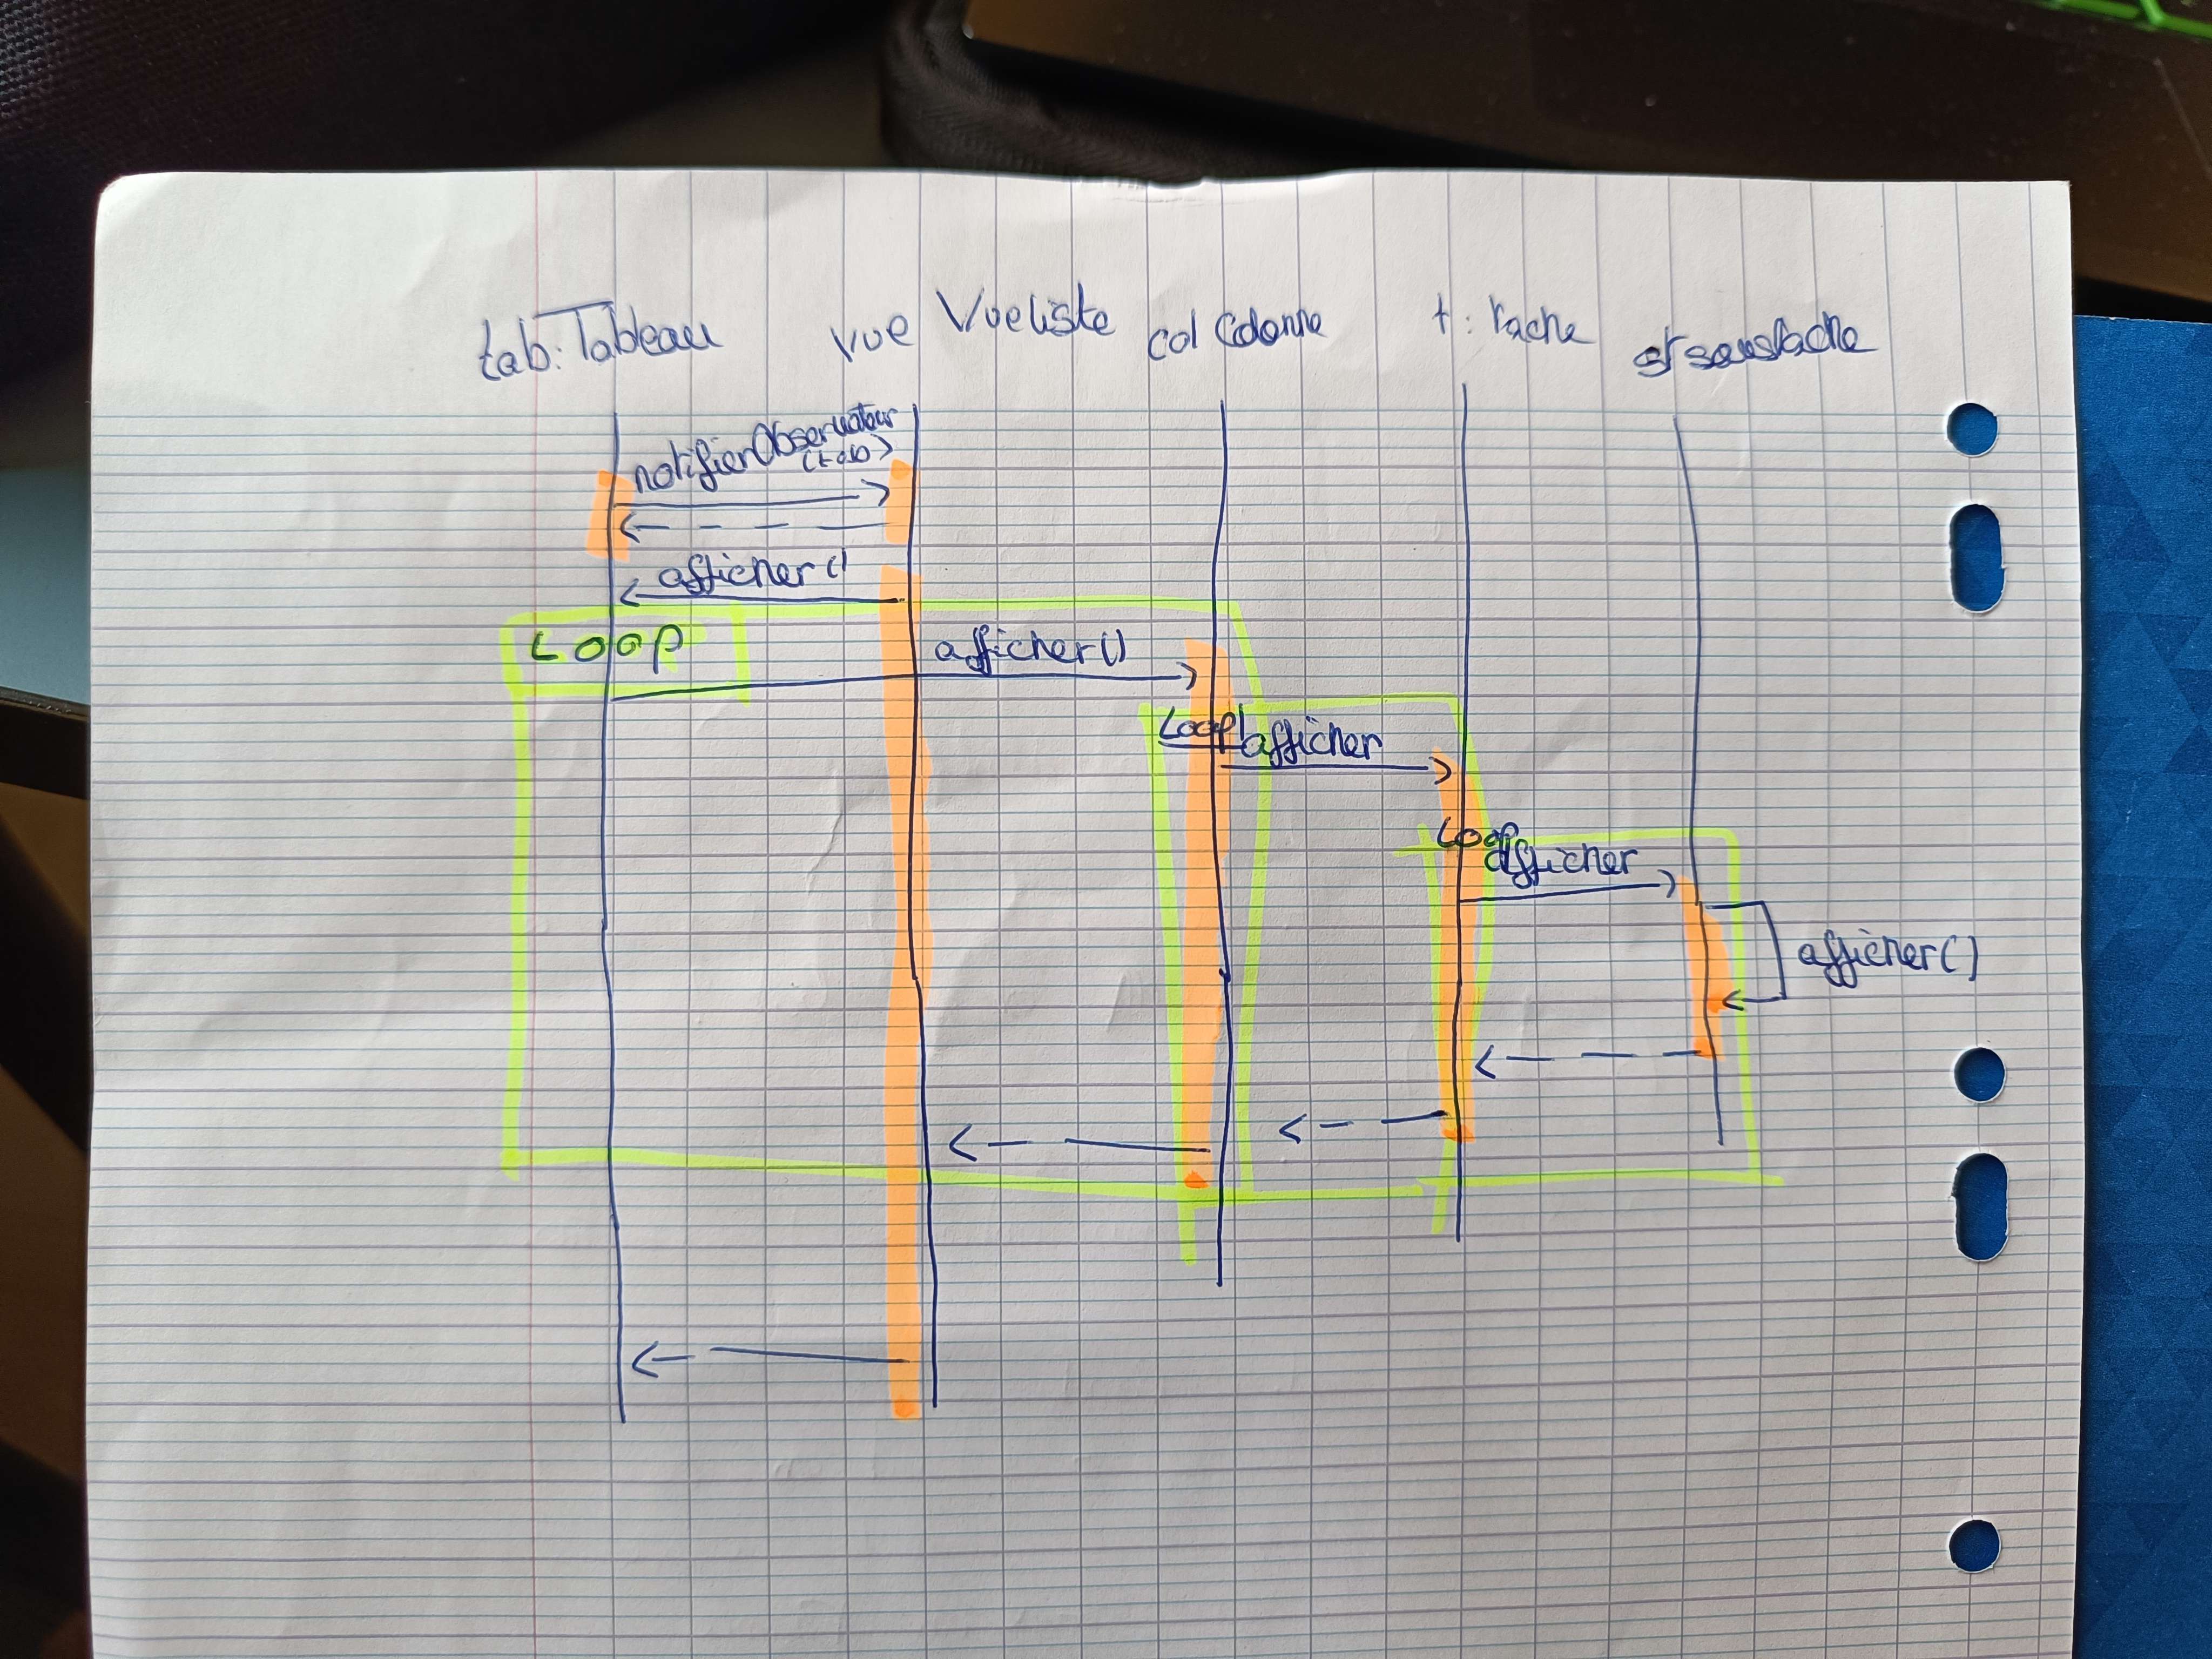 tab: Tableau vue VueListe col Colonne t: Tache st soustache
notifierObservateur
(tab)
afficher()
Loop
afficher()
Loop
afficher
Loop
afficher
afficher()